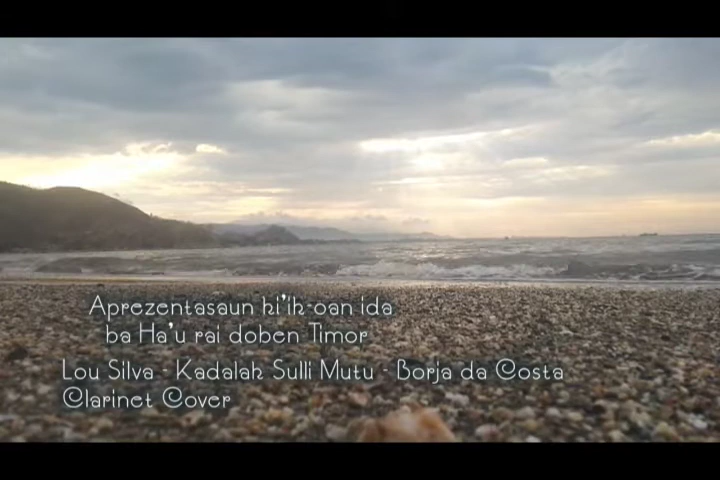 Aprezentasaun ki'ik-oan ida
ba Ha'u rai doben Timor
Lou Silva - Kadalak Sulli Mutu - Borja da Costa
Clarinet Cover